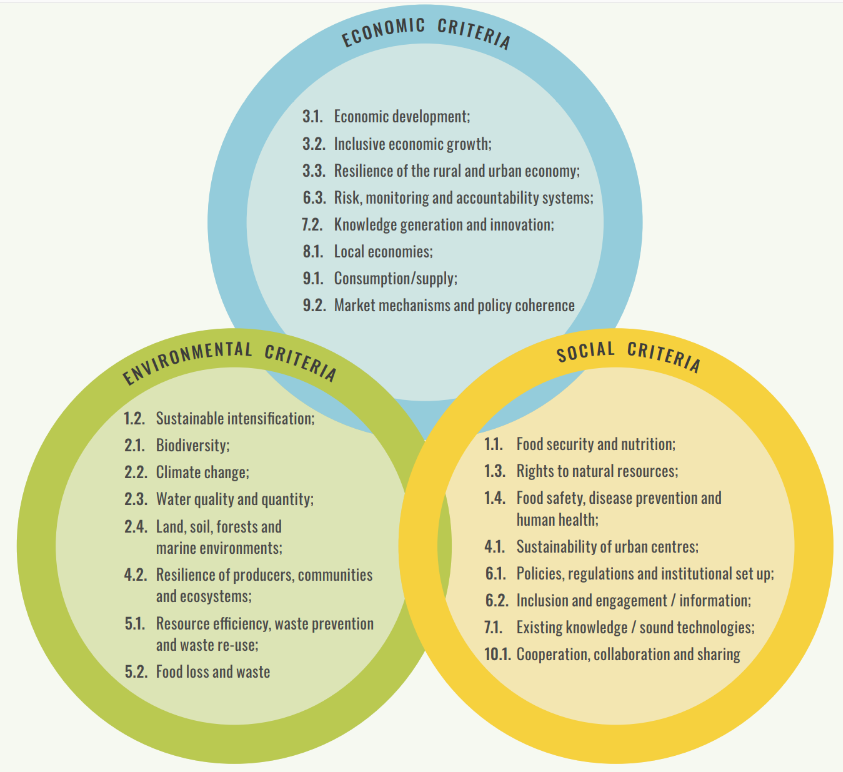 ECONOMIC CRITERIA
3.1. Economic development;
3.2. Inclusive economic growth;
3.3. Resilience of the rural and urban economy;
6.3. Risk, monitoring and accountability systems;
7.2. Knowledge generation and innovation;
8.1. Local economies;
9.1. Consumption/supply;
9.2. Market mechanisms and policy coherence
ENVIRONMENTAL CRITERIA
1.2. Sustainable intensification;
2.1. Biodiversity;
2.2. Climate change;
2.3. Water quality and quantity;
2.4. Land, soil, forests and
marine environments;
4.2. Resilience of producers, communities
and ecosystems;
5.1. Resource efficiency, waste prevention
and waste re-use;
5.2. Food loss and waste
SOCIAL CRITERIA
1.1. Food security and nutrition;
1.3. Rights to natural resources;
1.4. Food safety, disease prevention and
human health;
4.1. Sustainability of urban centres;
6.1. Policies, regulations and institutional set up;
6.2. Inclusion and engagement / information;
7.1. Existing knowledge / sound technologies;
10.1. Cooperation, collaboration and sharing